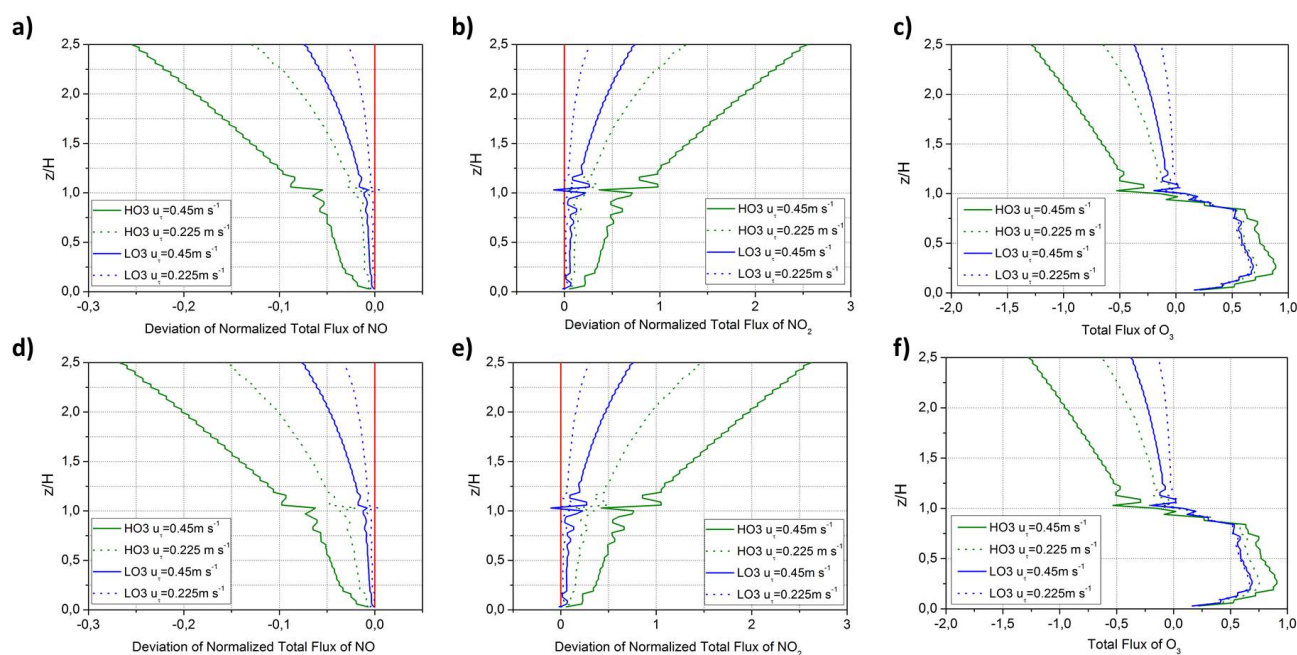 a)
2,5
2,0
1,5
1,0
0,5
0,0
z/H
HO3 uτ=0.45m s⁻¹
HO3 uτ=0.225 m s⁻¹
LO3 uτ=0.45m s⁻¹
LO3 uτ=0.225m s⁻¹
-0,3 -0,2 -0,1 0,0
Deviation of Normalized Total Flux of NO
b)
2,5
2,0
1,5
1,0
0,5
0,0
z/H
HO3 uτ=0.45m s⁻¹
HO3 uτ=0.225 m s⁻¹
LO3 uτ=0.45m s⁻¹
LO3 uτ=0.225m s⁻¹
0 1 2 3
Deviation of Normalized Total Flux of NO₂
c)
2,5
2,0
1,5
1,0
0,5
0,0
z/H
HO3 uτ=0.45m s⁻¹
HO3 uτ=0.225 m s⁻¹
LO3 uτ=0.45m s⁻¹
LO3 uτ=0.225m s⁻¹
-2,0 -1,5 -1,0 -0,5 0,0 0,5 1,0
Total Flux of O₃
d)
2,5
2,0
1,5
1,0
0,5
0,0
z/H
HO3 uτ=0.45m s⁻¹
HO3 uτ=0.225 m s⁻¹
LO3 uτ=0.45m s⁻¹
LO3 uτ=0.225m s⁻¹
-0,3 -0,2 -0,1 0,0
Deviation of Normalized Total Flux of NO
e)
2,5
2,0
1,5
1,0
0,5
0,0
z/H
HO3 uτ=0.45m s⁻¹
HO3 uτ=0.225 m s⁻¹
LO3 uτ=0.45m s⁻¹
LO3 uτ=0.225m s⁻¹
0 1 2 3
Deviation of Normalized Total Flux of NO₂
f)
2,5
2,0
1,5
1,0
0,5
0,0
z/H
HO3 uτ=0.45m s⁻¹
HO3 uτ=0.225 m s⁻¹
LO3 uτ=0.45m s⁻¹
LO3 uτ=0.225m s⁻¹
-2,0 -1,5 -1,0 -0,5 0,0 0,5 1,0
Total Flux of O₃